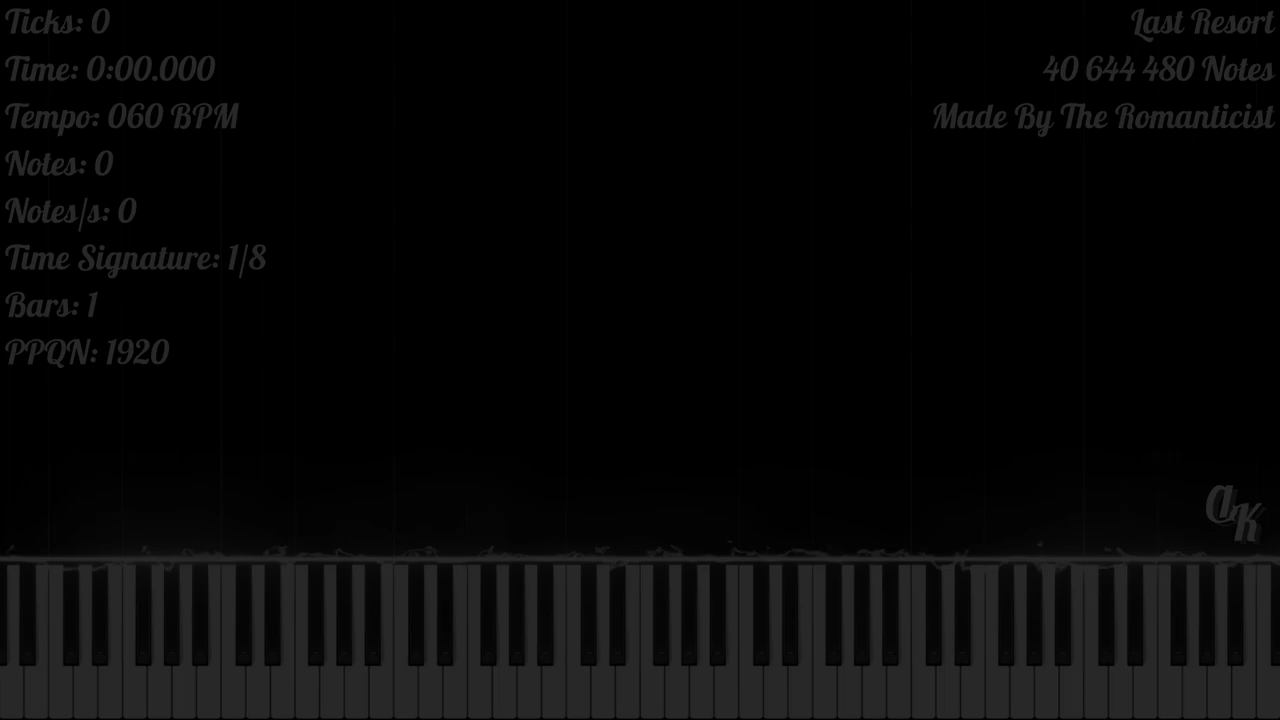 Ticks: 0
Time: 0:00.000
Tempo: 060 BPM
Notes: 0
Notes/s: 0
Time Signature: 1/8
Bars: 1
PPQN: 1920
Last Resort
40 644 480 Notes
Made By The Romanticist
a K